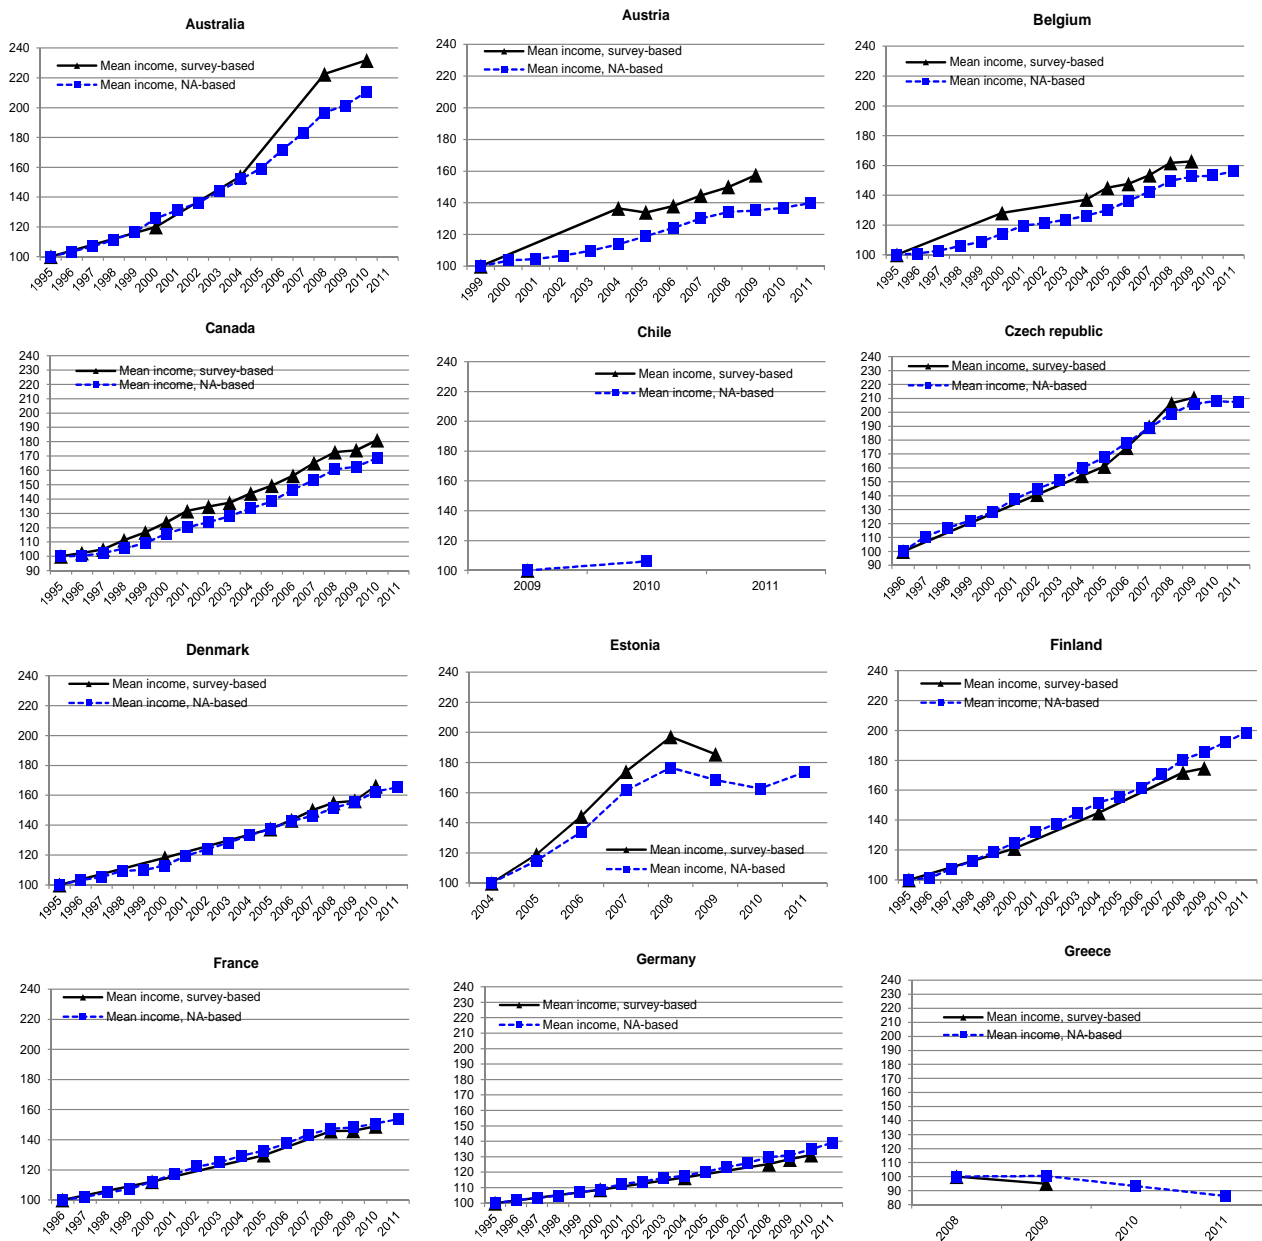 Australia
240
220
200
180
160
140
120
100
Mean income, survey-based
Mean income, NA-based
1995 1996 1997 1998 1999 2000 2001 2002 2003 2004 2005 2006 2007 2008 2009 2010 2011
Austria
240
220
200
180
160
140
120
100
Mean income, survey-based
Mean income, NA-based
1999 2000 2001 2002 2003 2004 2005 2006 2007 2008 2009 2010 2011
Belgium
240
220
200
180
160
140
120
100
Mean income, survey-based
Mean income, NA-based
1995 1996 1997 1998 1999 2000 2001 2002 2003 2004 2005 2006 2007 2008 2009 2010 2011
Canada
240
230
220
210
200
190
180
170
160
150
140
130
120
110
100
90
Mean income, survey-based
Mean income, NA-based
1995 1996 1997 1998 1999 2000 2001 2002 2003 2004 2005 2006 2007 2008 2009 2010 2011
Chile
240
220
200
180
160
140
120
100
Mean income, survey-based
Mean income, NA-based
2009 2010 2011
Czech republic
240
230
220
210
200
190
180
170
160
150
140
130
120
110
100
90
Mean income, survey-based
Mean income, NA-based
1996 1997 1998 1999 2000 2001 2002 2003 2004 2005 2006 2007 2008 2009 2010 2011
Denmark
240
220
200
180
160
140
120
100
Mean income, survey-based
Mean income, NA-based
1995 1996 1997 1998 1999 2000 2001 2002 2003 2004 2005 2006 2007 2008 2009 2010 2011
Estonia
240
220
200
180
160
140
120
100
Mean income, survey-based
Mean income, NA-based
2004 2005 2006 2007 2008 2009 2010 2011
Finland
240
220
200
180
160
140
120
100
Mean income, survey-based
Mean income, NA-based
1995 1996 1997 1998 1999 2000 2001 2002 2003 2004 2005 2006 2007 2008 2009 2010 2011
France
240
220
200
180
160
140
120
100
Mean income, survey-based
Mean income, NA-based
1996 1997 1998 1999 2000 2001 2002 2003 2004 2005 2006 2007 2008 2009 2010 2011
Germany
240
230
220
210
200
190
180
170
160
150
140
130
120
110
100
Mean income, survey-based
Mean income, NA-based
1995 1996 1997 1998 1999 2000 2001 2002 2003 2004 2005 2006 2007 2008 2009 2010 2011
Greece
240
230
220
210
200
190
180
170
160
150
140
130
120
110
100
90
80
Mean income, survey-based
Mean income, NA-based
2008 2009 2010 2011